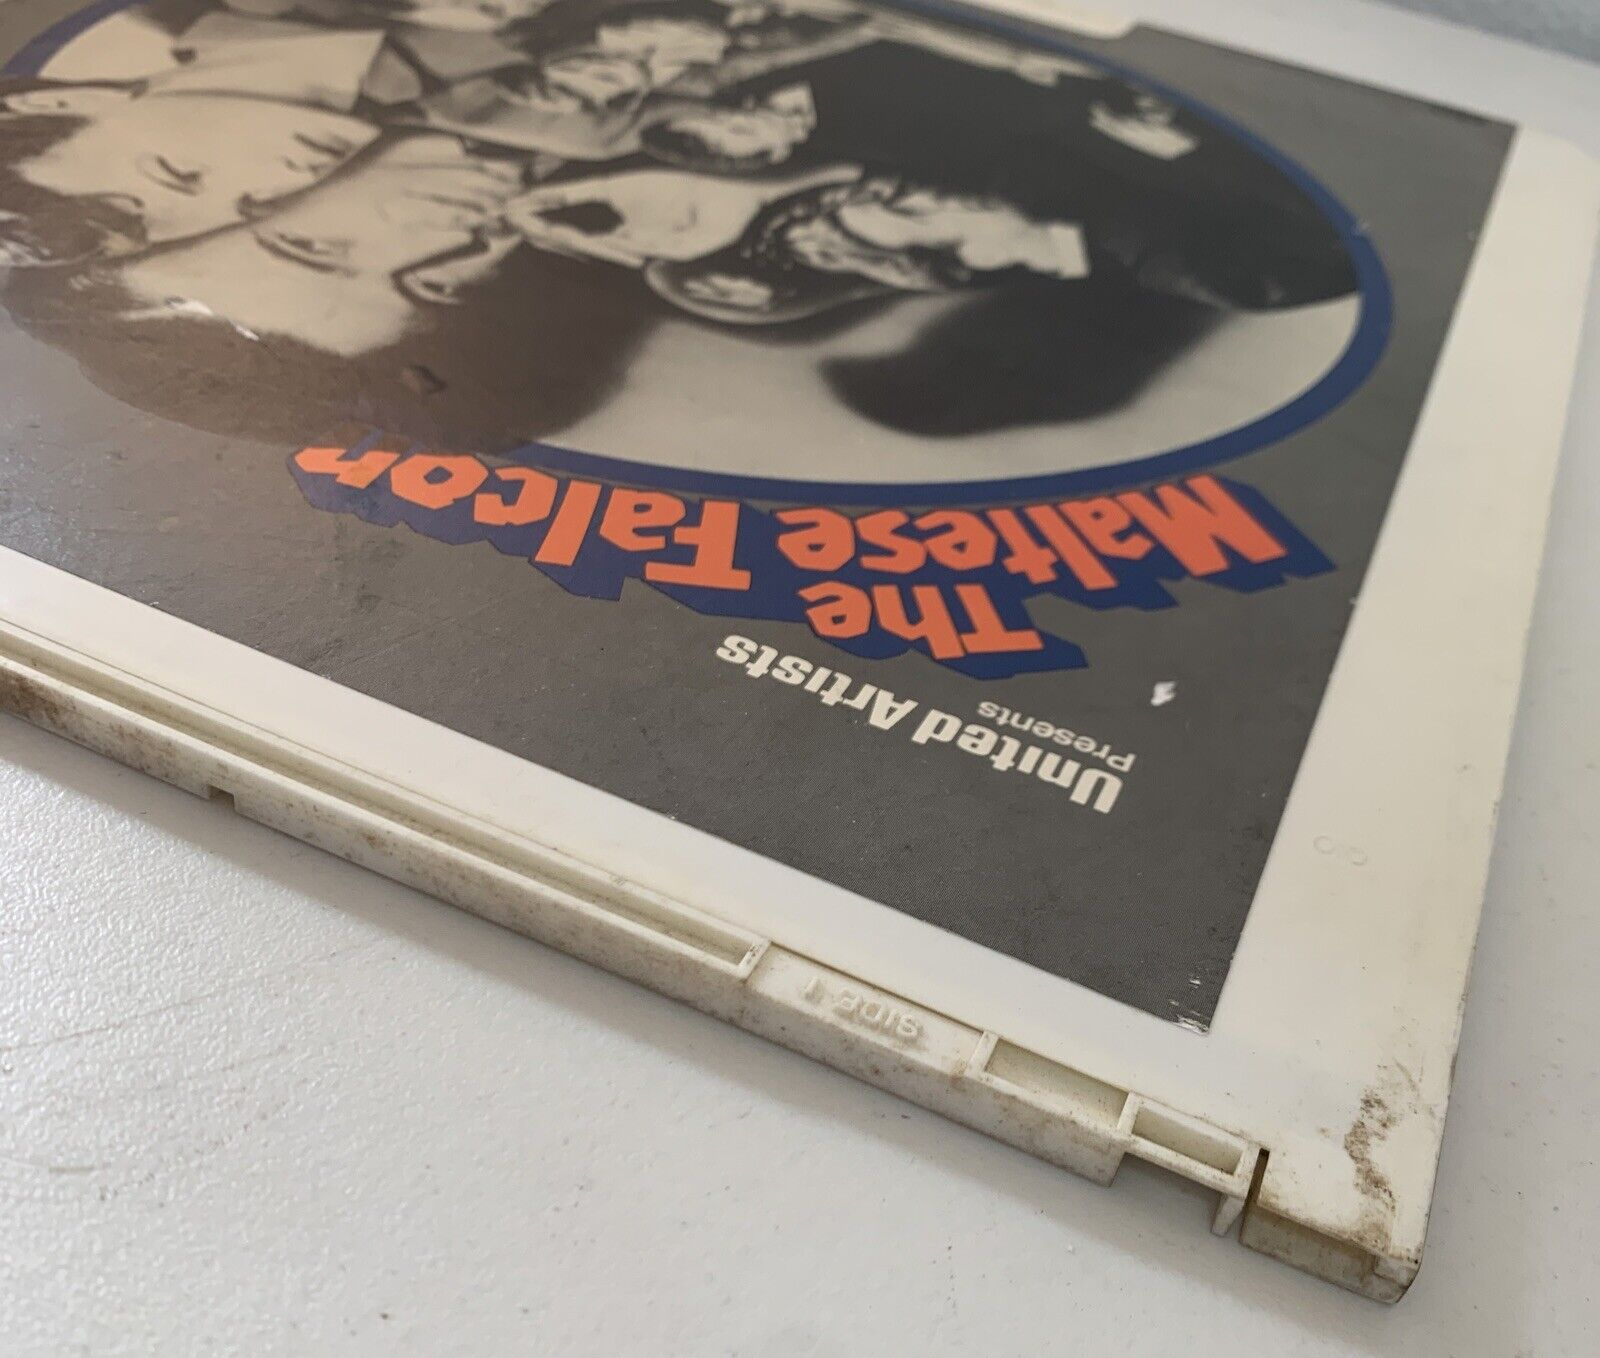 United Artists
Presents
The
Maltese Falcon
SIDE 1